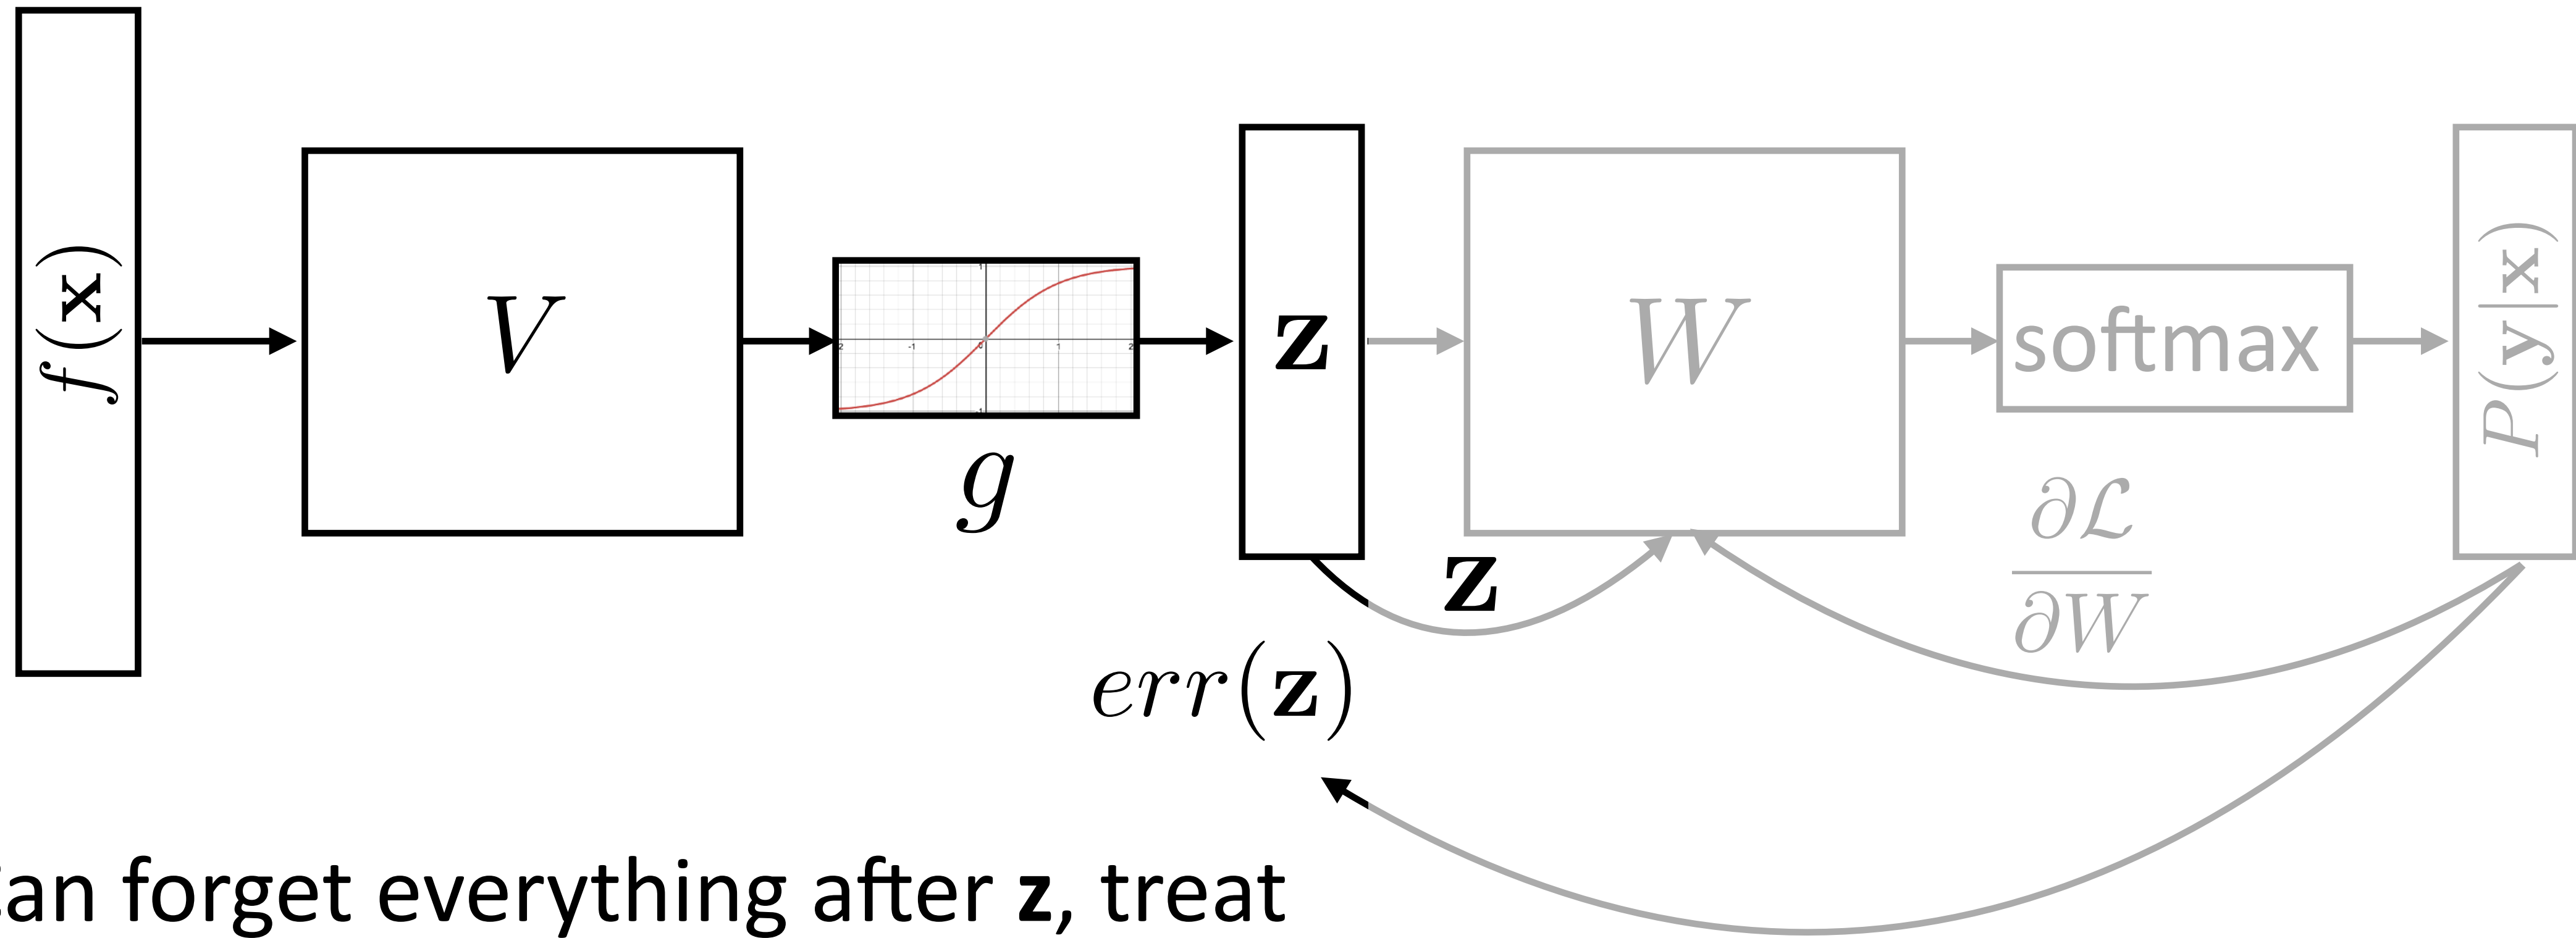 f(x)
V
g
z
W
softmax
P(y|x)
z
∂ℒ
∂W
err(z)
an forget everything after z, treat